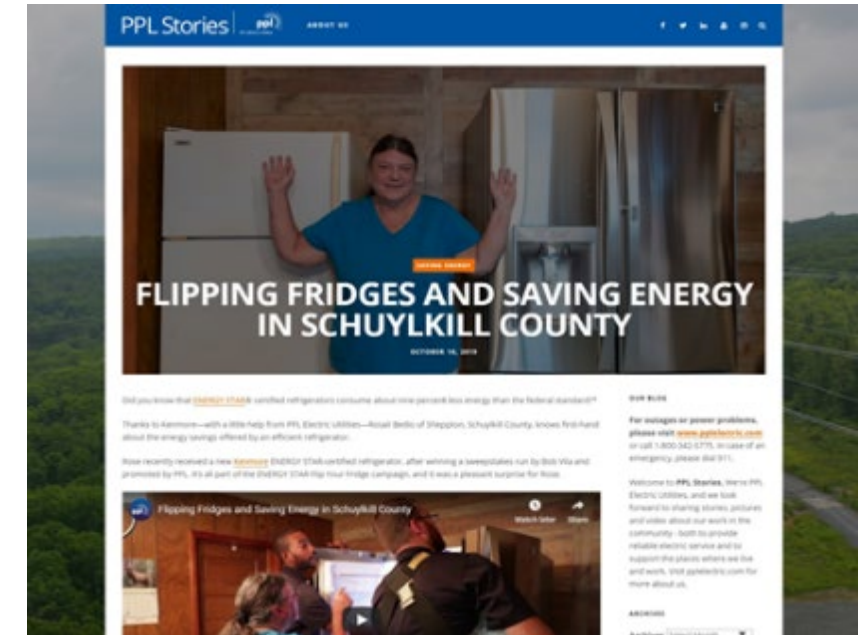 PPL Stories
ppl
ABOUT US
SAVING ENERGY
FLIPPING FRIDGES AND SAVING ENERGY
IN SCHUYLKILL COUNTY
Did you know that ENERGY STAR® certified refrigerators consume about nine percent less energy than the federal standard?*
Thanks to Kenmore—with a little help from PPL Electric Utilities—Rosali Bedio of Sheppton, Schuylkill County, knows first-hand
about the energy savings offered by an efficient refrigerator.
Rose recently received a new Kenmore ENERGY STAR-certified refrigerator, after winning a sweepstakes run by Bob Vila and
promoted by PPL. It's all part of the ENERGY STAR Flip Your Fridge campaign, and it was a pleasant surprise for Rose.
ppl
Flipping Fridges and Saving Energy in Schuylkill County
Watch later
Share
OUR BLOG
For outages or power problems,
please visit www.pplelectric.com
or call 1-800-342-5775. In case of an
emergency, please dial 911.
Welcome to PPL Stories. We're PPL
Electric Utilities, and we look
forward to sharing stories, pictures
and video about our work in the
community - both to provide
reliable electric service and to
support the places where we live
and work. Visit pplelectric.com for
more about us.
ARCHIVES
Archives